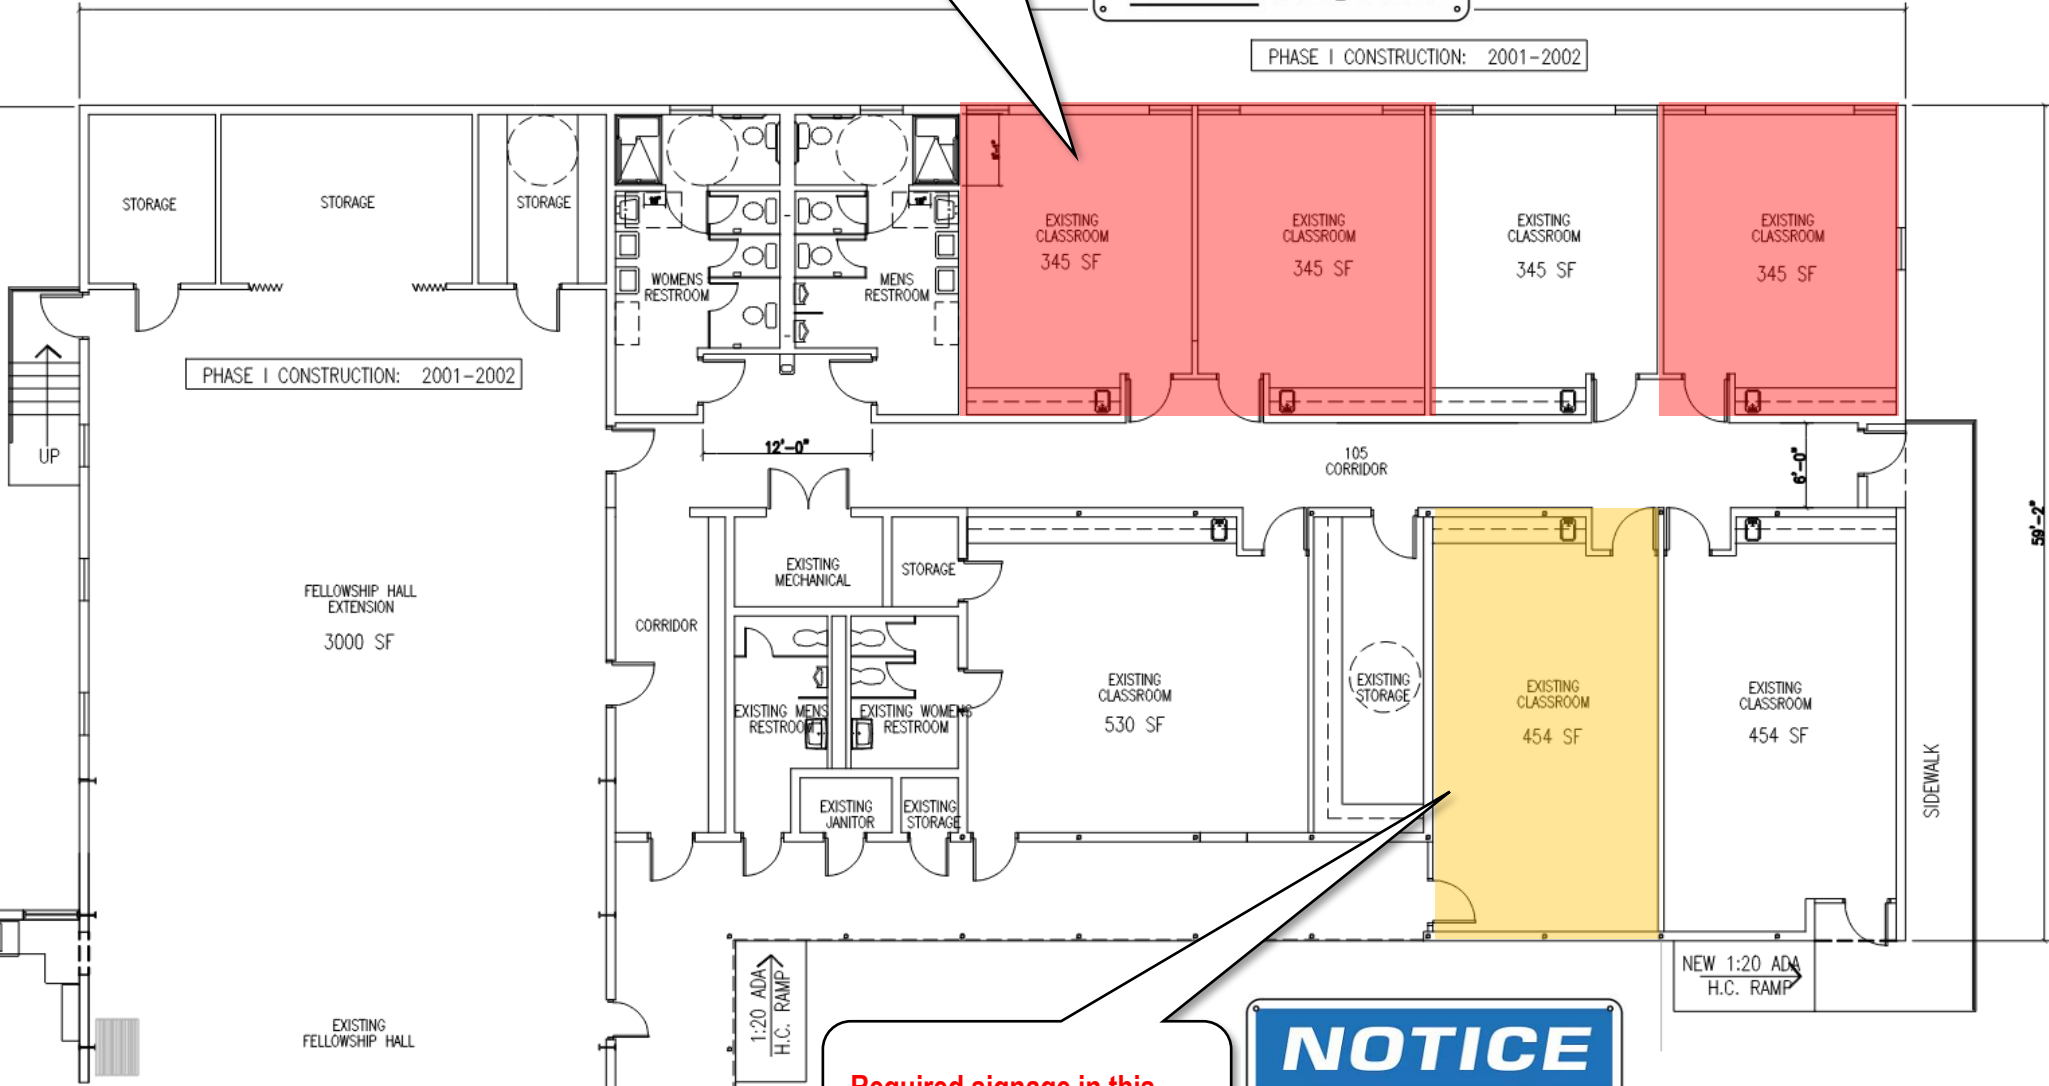 PHASE I CONSTRUCTION: 2001-2002
STORAGE
STORAGE
STORAGE
WOMENS
RESTROOM
MENS
RESTROOM
EXISTING
CLASSROOM
345 SF
EXISTING
CLASSROOM
345 SF
EXISTING
CLASSROOM
345 SF
EXISTING
CLASSROOM
345 SF
PHASE I CONSTRUCTION: 2001-2002
UP
12'-0"
105
CORRIDOR
6'-0"
59'-2"
EXISTING
MECHANICAL
STORAGE
FELLOWSHIP HALL
EXTENSION
3000 SF
CORRIDOR
EXISTING MENS
RESTROOM
EXISTING WOMENS
RESTROOM
EXISTING
CLASSROOM
530 SF
EXISTING
STORAGE
EXISTING
CLASSROOM
454 SF
EXISTING
CLASSROOM
454 SF
SIDEWALK
EXISTING
JANITOR
EXISTING
STORAGE
1:20 ADA
H.C. RAMP
NEW 1:20 ADA
H.C. RAMP
EXISTING
FELLOWSHIP HALL
NOTICE
Required signage in this